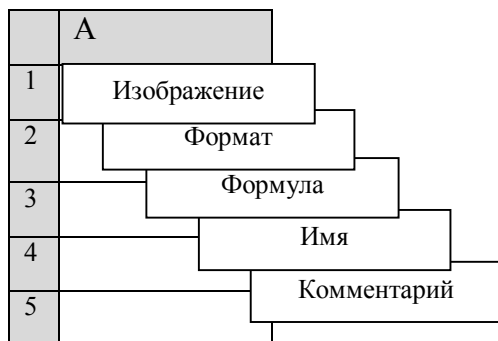 A
1 Изображение
2 Формат
3 Формула
4 Имя
5 Комментарий